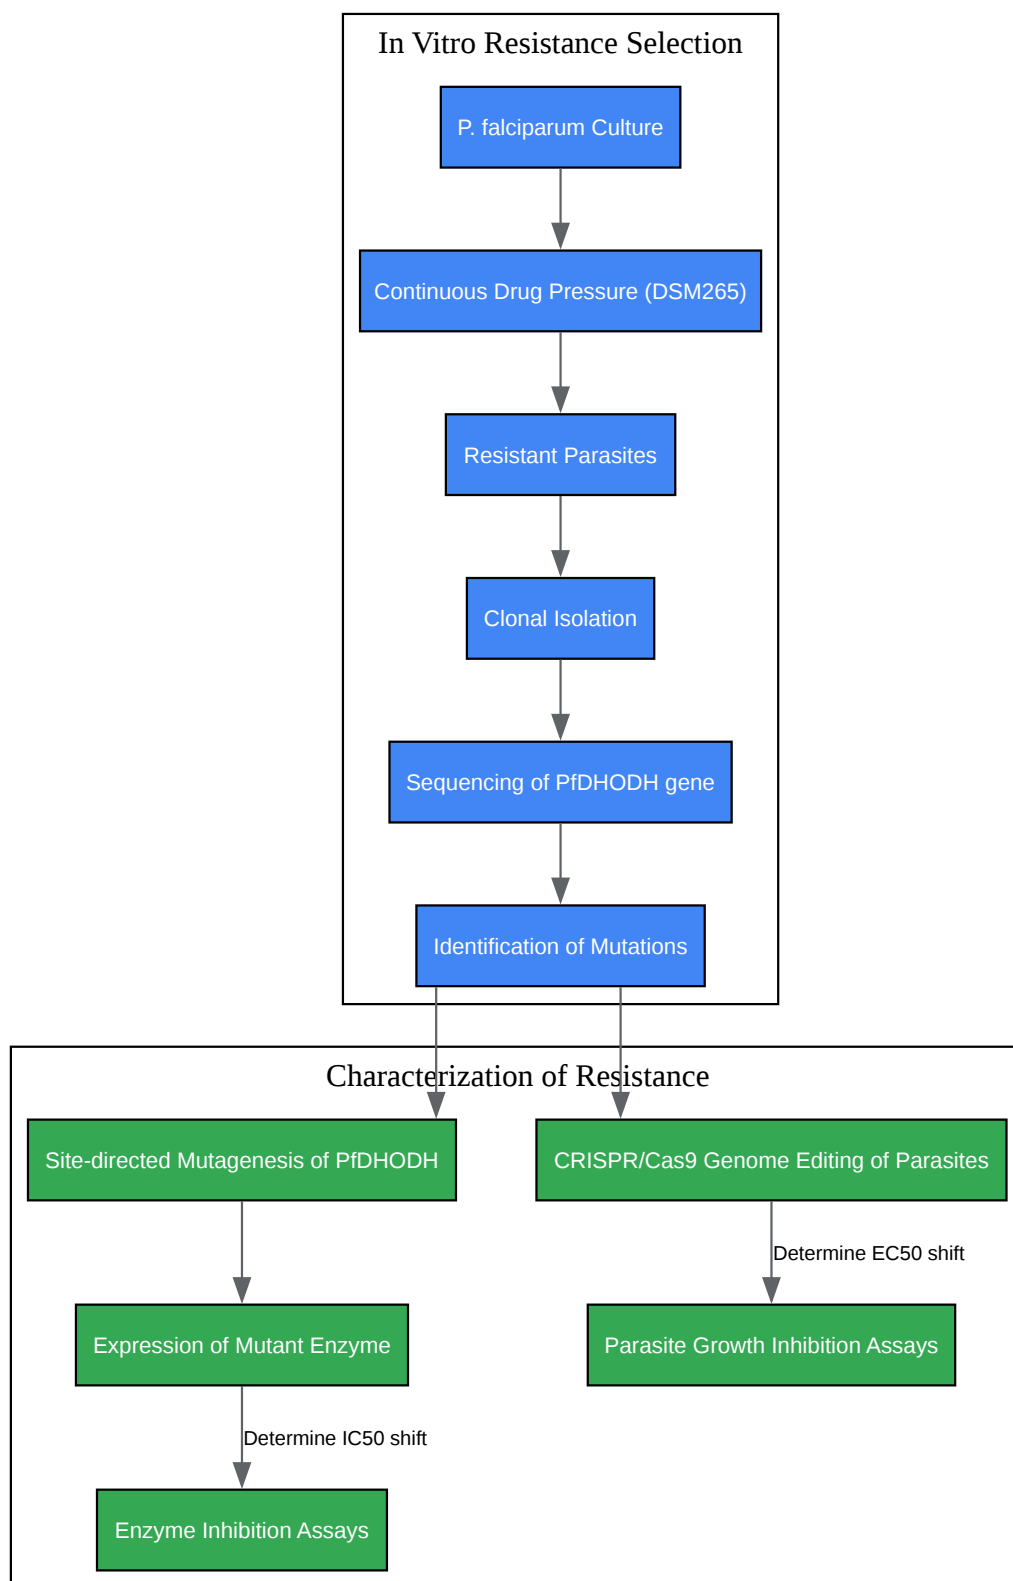 In Vitro Resistance Selection
P. falciparum Culture
Continuous Drug Pressure (DSM265)
Resistant Parasites
Clonal Isolation
Sequencing of PfDHODH gene
Identification of Mutations
Characterization of Resistance
Site-directed Mutagenesis of PfDHODH
CRISPR/Cas9 Genome Editing of Parasites
Determine EC50 shift
Expression of Mutant Enzyme
Parasite Growth Inhibition Assays
Determine IC50 shift
Enzyme Inhibition Assays